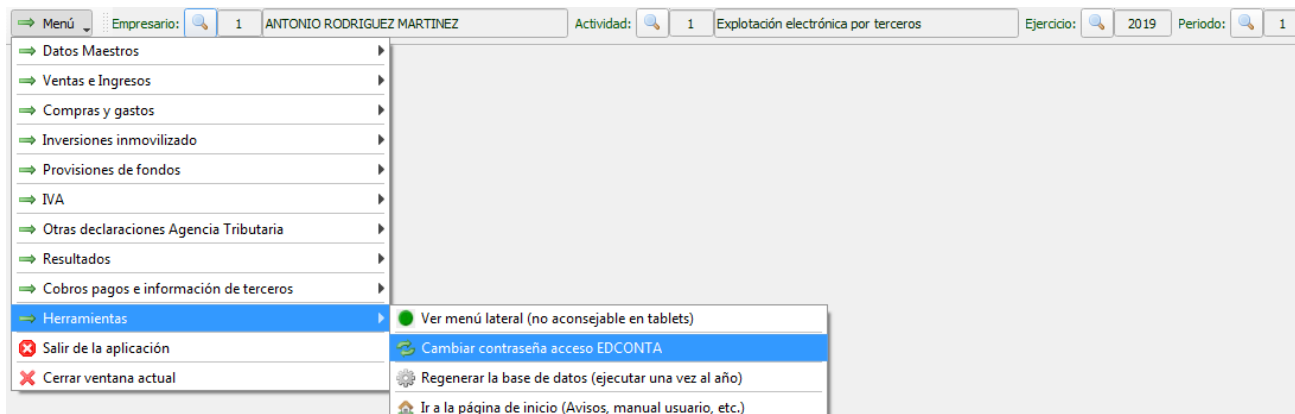 Menú Empresario: 1 ANTONIO RODRIGUEZ MARTINEZ Actividad: 1 Explotación electrónica por terceros Ejercicio: 2019 Periodo: 1
Datos Maestros
Ventas e Ingresos
Compras y gastos
Inversiones inmovilizado
Provisiones de fondos
IVA
Otras declaraciones Agencia Tributaria
Resultados
Cobros pagos e información de terceros
Herramientas
Ver menú lateral (no aconsejable en tablets)
Salir de la aplicación
Cambiar contraseña acceso EDCONTA
Cerrar ventana actual
Regenerar la base de datos (ejecutar una vez al año)
Ir a la página de inicio (Avisos, manual usuario, etc.)